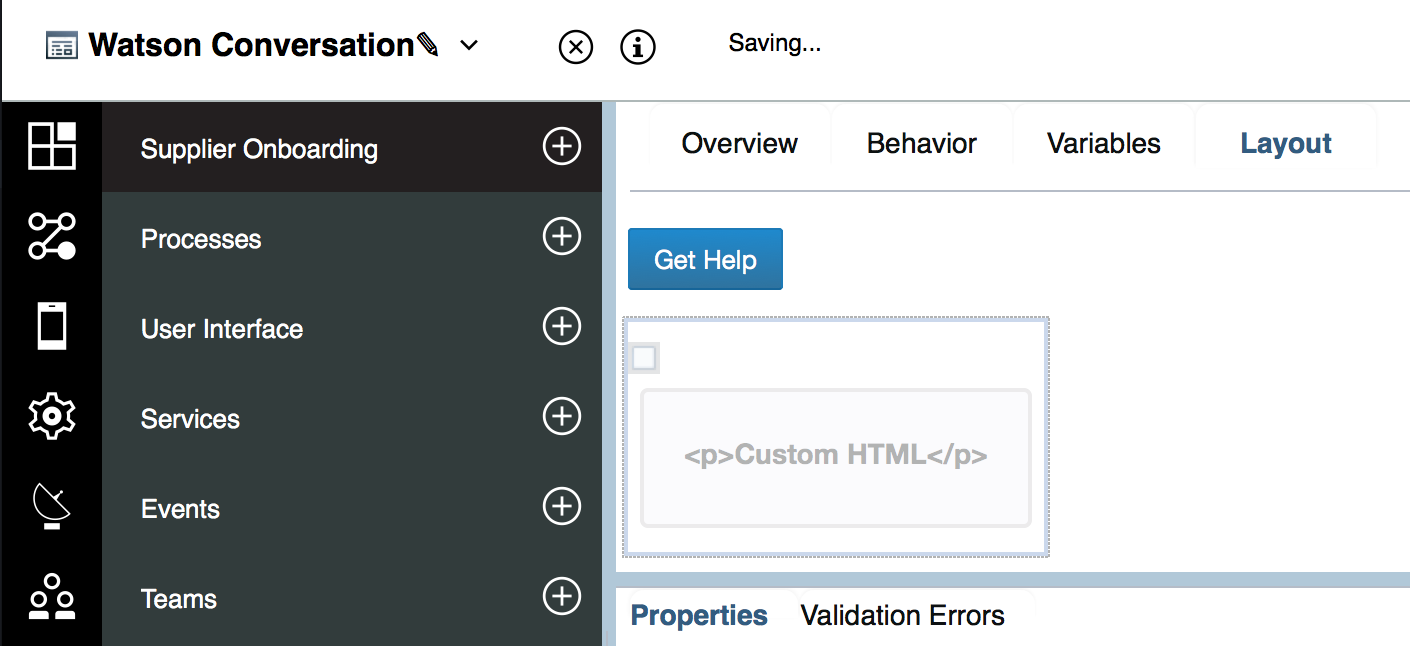 Watson Conversation
Saving...
Supplier Onboarding
Processes
User Interface
Services
Events
Teams
Overview Behavior Variables Layout
Get Help
<p>Custom HTML</p>
Properties Validation Errors